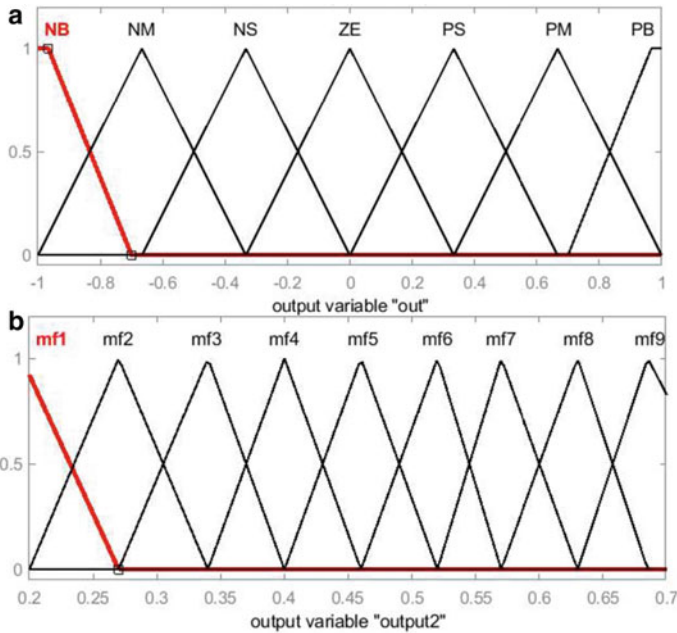 a
NB NM NS ZE PS PM PB
1
0.5
0
-1 -0.8 -0.6 -0.4 -0.2 0 0.2 0.4 0.6 0.8 1
output variable "out"
b
mf1 mf2 mf3 mf4 mf5 mf6 mf7 mf8 mf9
1
0.5
0
0.2 0.25 0.3 0.35 0.4 0.45 0.5 0.55 0.6 0.65 0.7
output variable "output2"